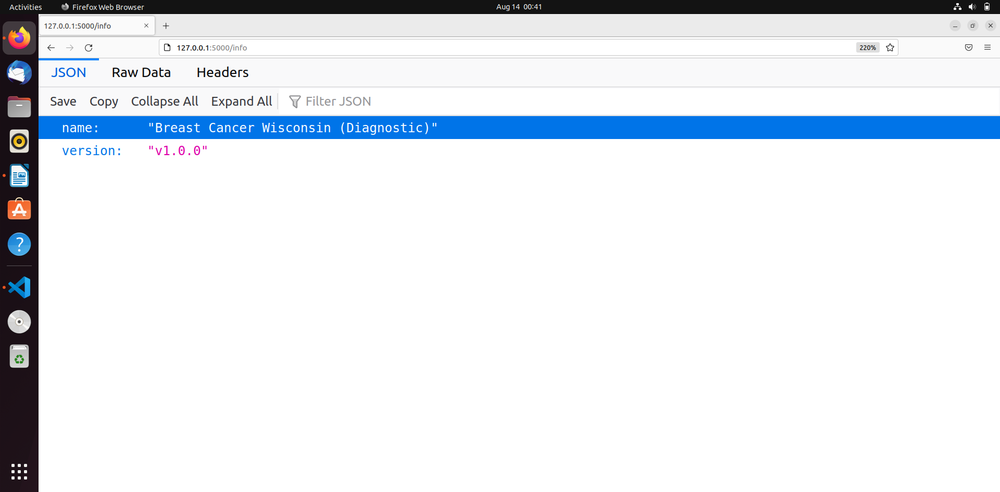 Activities Firefox Web Browser Aug 14 00:41
127.0.0.1:5000/info
127.0.0.1:5000/info 220%
JSON Raw Data Headers
Save Copy Collapse All Expand All Filter JSON
name: "Breast Cancer Wisconsin (Diagnostic)"
version: "v1.0.0"